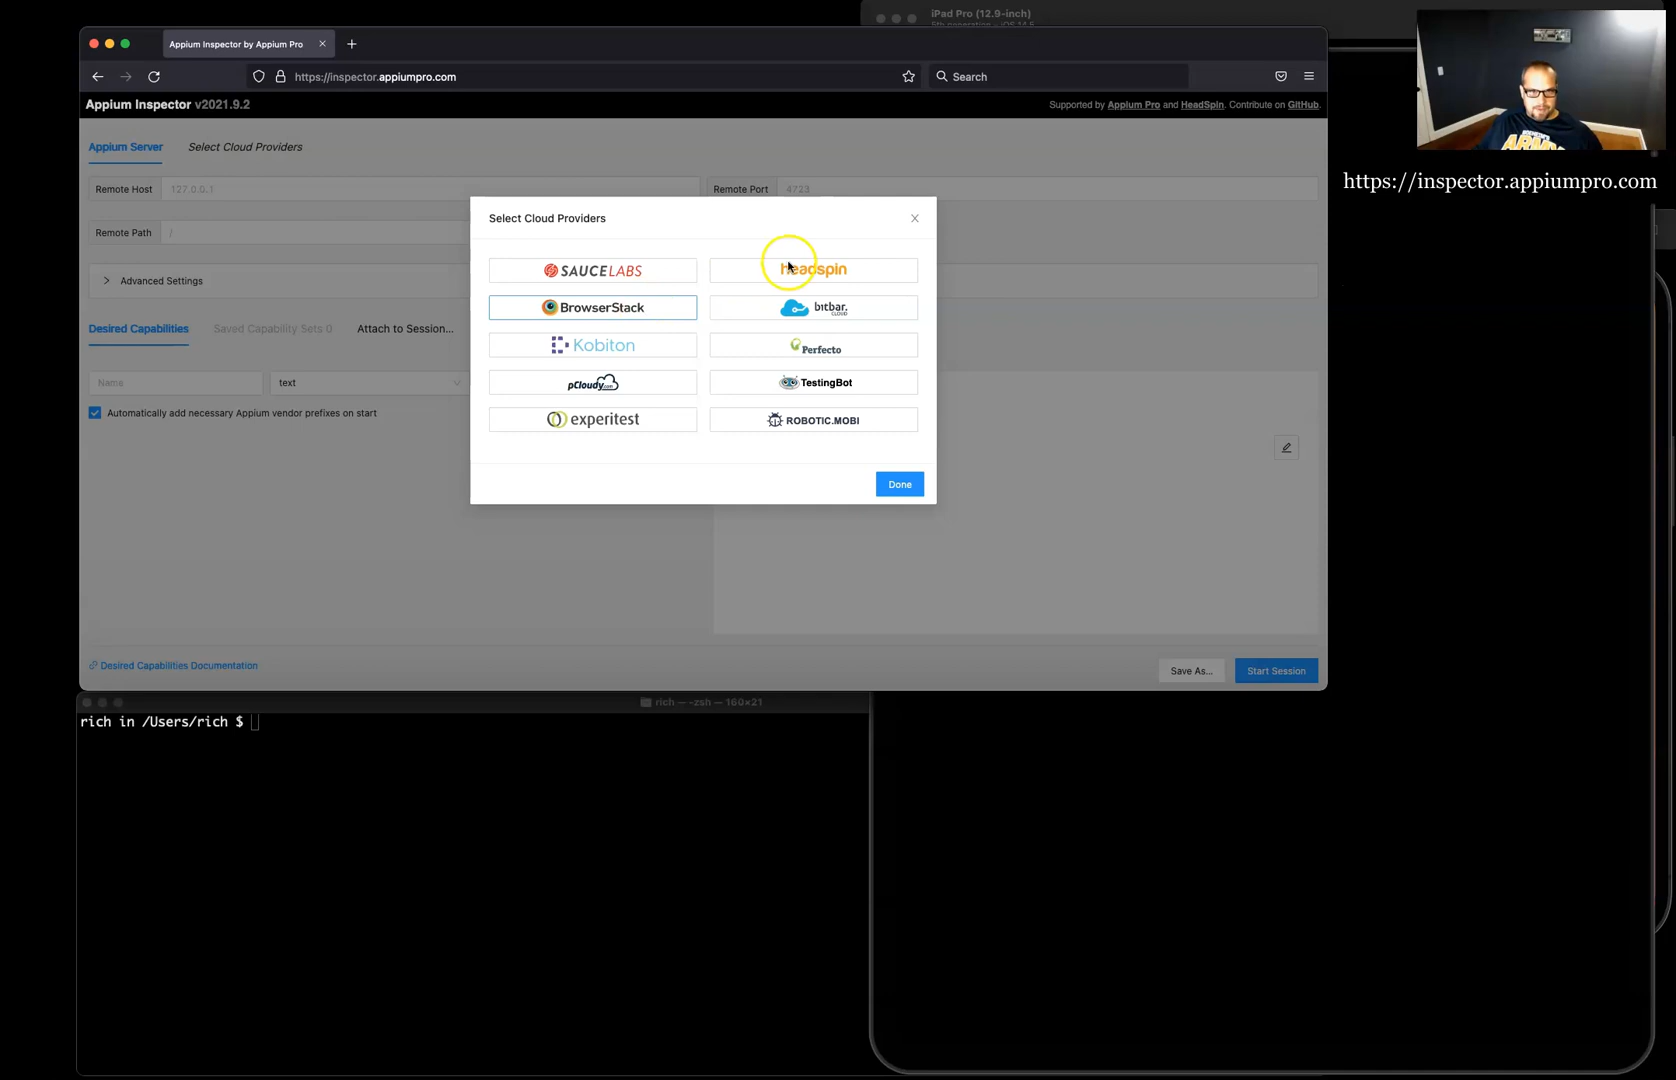 iPad Pro (12.9-inch)
Appium Inspector by Appium Pro
https://inspector.appiumpro.com
Search
Appium Inspector v2021.9.2
Supported by Appium Pro and HeadSpin. Contribute on GitHub.
Appium Server
Select Cloud Providers
https://inspector.appiumpro.com
Remote Host
127.0.0.1
Remote Port
4723
Select Cloud Providers
Remote Path
/
SAUCELABS
headspin
Advanced Settings
BrowserStack
bitbar. CLOUD
Desired Capabilities
Saved Capability Sets 0
Attach to Session...
Kobiton
Perfecto
Name
text
pCloudy.com
TestingBot
Automatically add necessary Appium vendor prefixes on start
experitest
ROBOTIC.MOBI
Done
Desired Capabilities Documentation
Save As...
Start Session
rich — -zsh — 160×21
rich in /Users/rich $